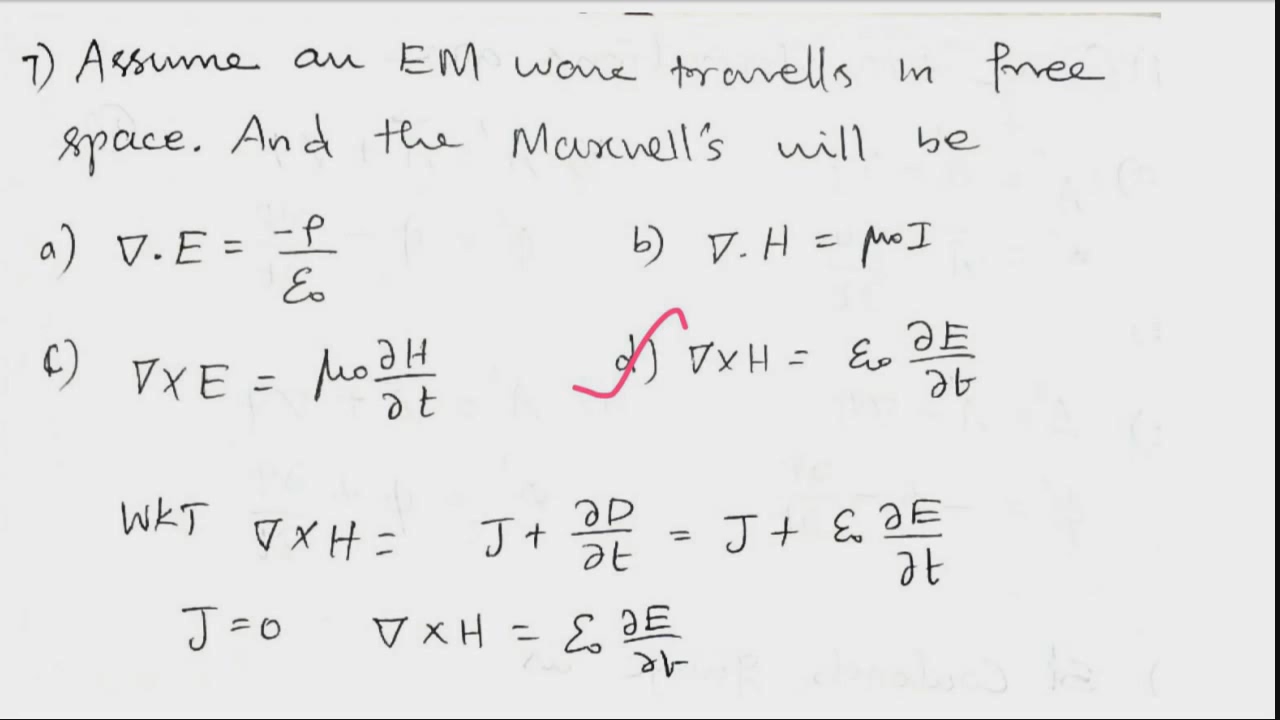 7) Assume an EM wave travells in free
space. And the Maxwell's will be
a) ∇.E = -ρ/ε₀ b) ∇.H = μ₀I
c) ∇×E = μ₀ ∂H/∂t d) ∇×H = ε₀ ∂E/∂t
WKT ∇×H = J + ∂D/∂t = J + ε₀ ∂E/∂t
J=0 ∇×H = ε₀ ∂E/∂t